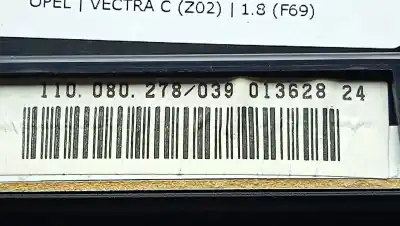 OPEL | VECTRA C (Z02) | 1.8 (F69)
110.080.278/039 013628 24